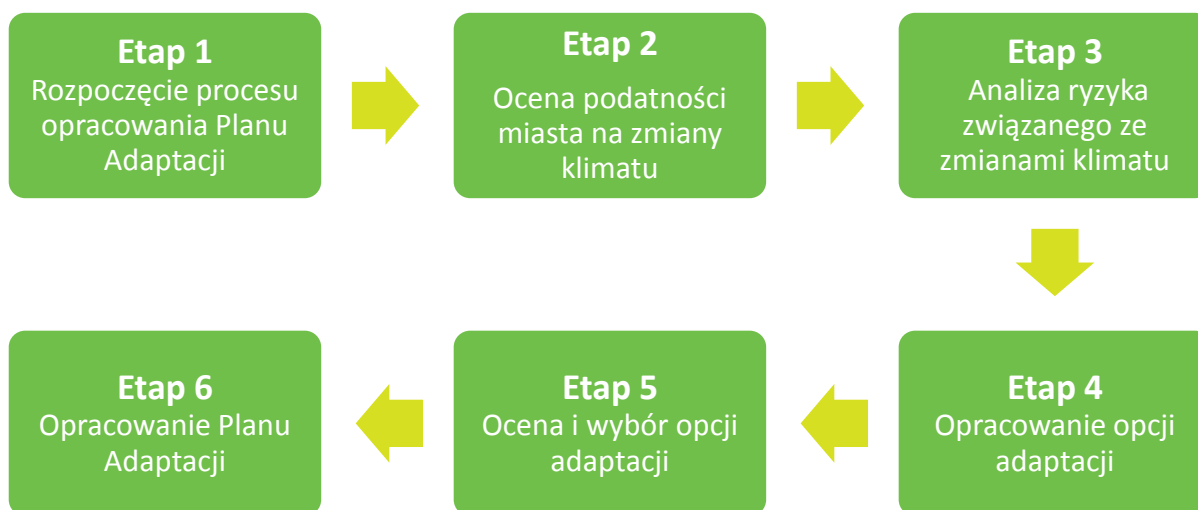 Etap 1
Rozpoczęcie procesu
opracowania Planu
Adaptacji
Etap 2
Ocena podatności
miasta na zmiany
klimatu
Etap 3
Analiza ryzyka
związanego ze
zmianami klimatu
Etap 4
Opracowanie opcji
adaptacji
Etap 5
Ocena i wybór opcji
adaptacji
Etap 6
Opracowanie Planu
Adaptacji